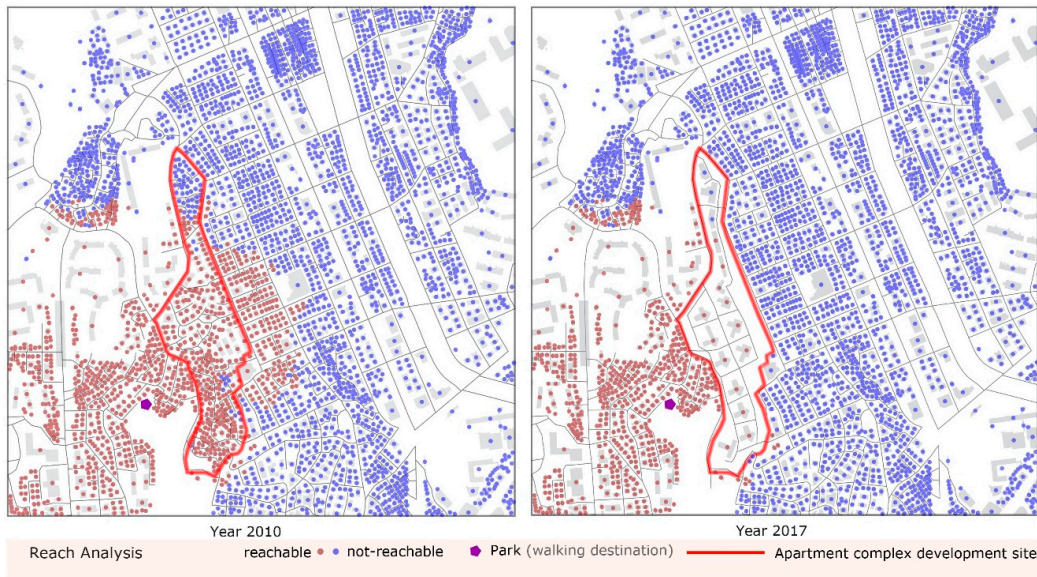 Year 2010
Year 2017
Reach Analysis reachable not-reachable Park (walking destination) Apartment complex development site